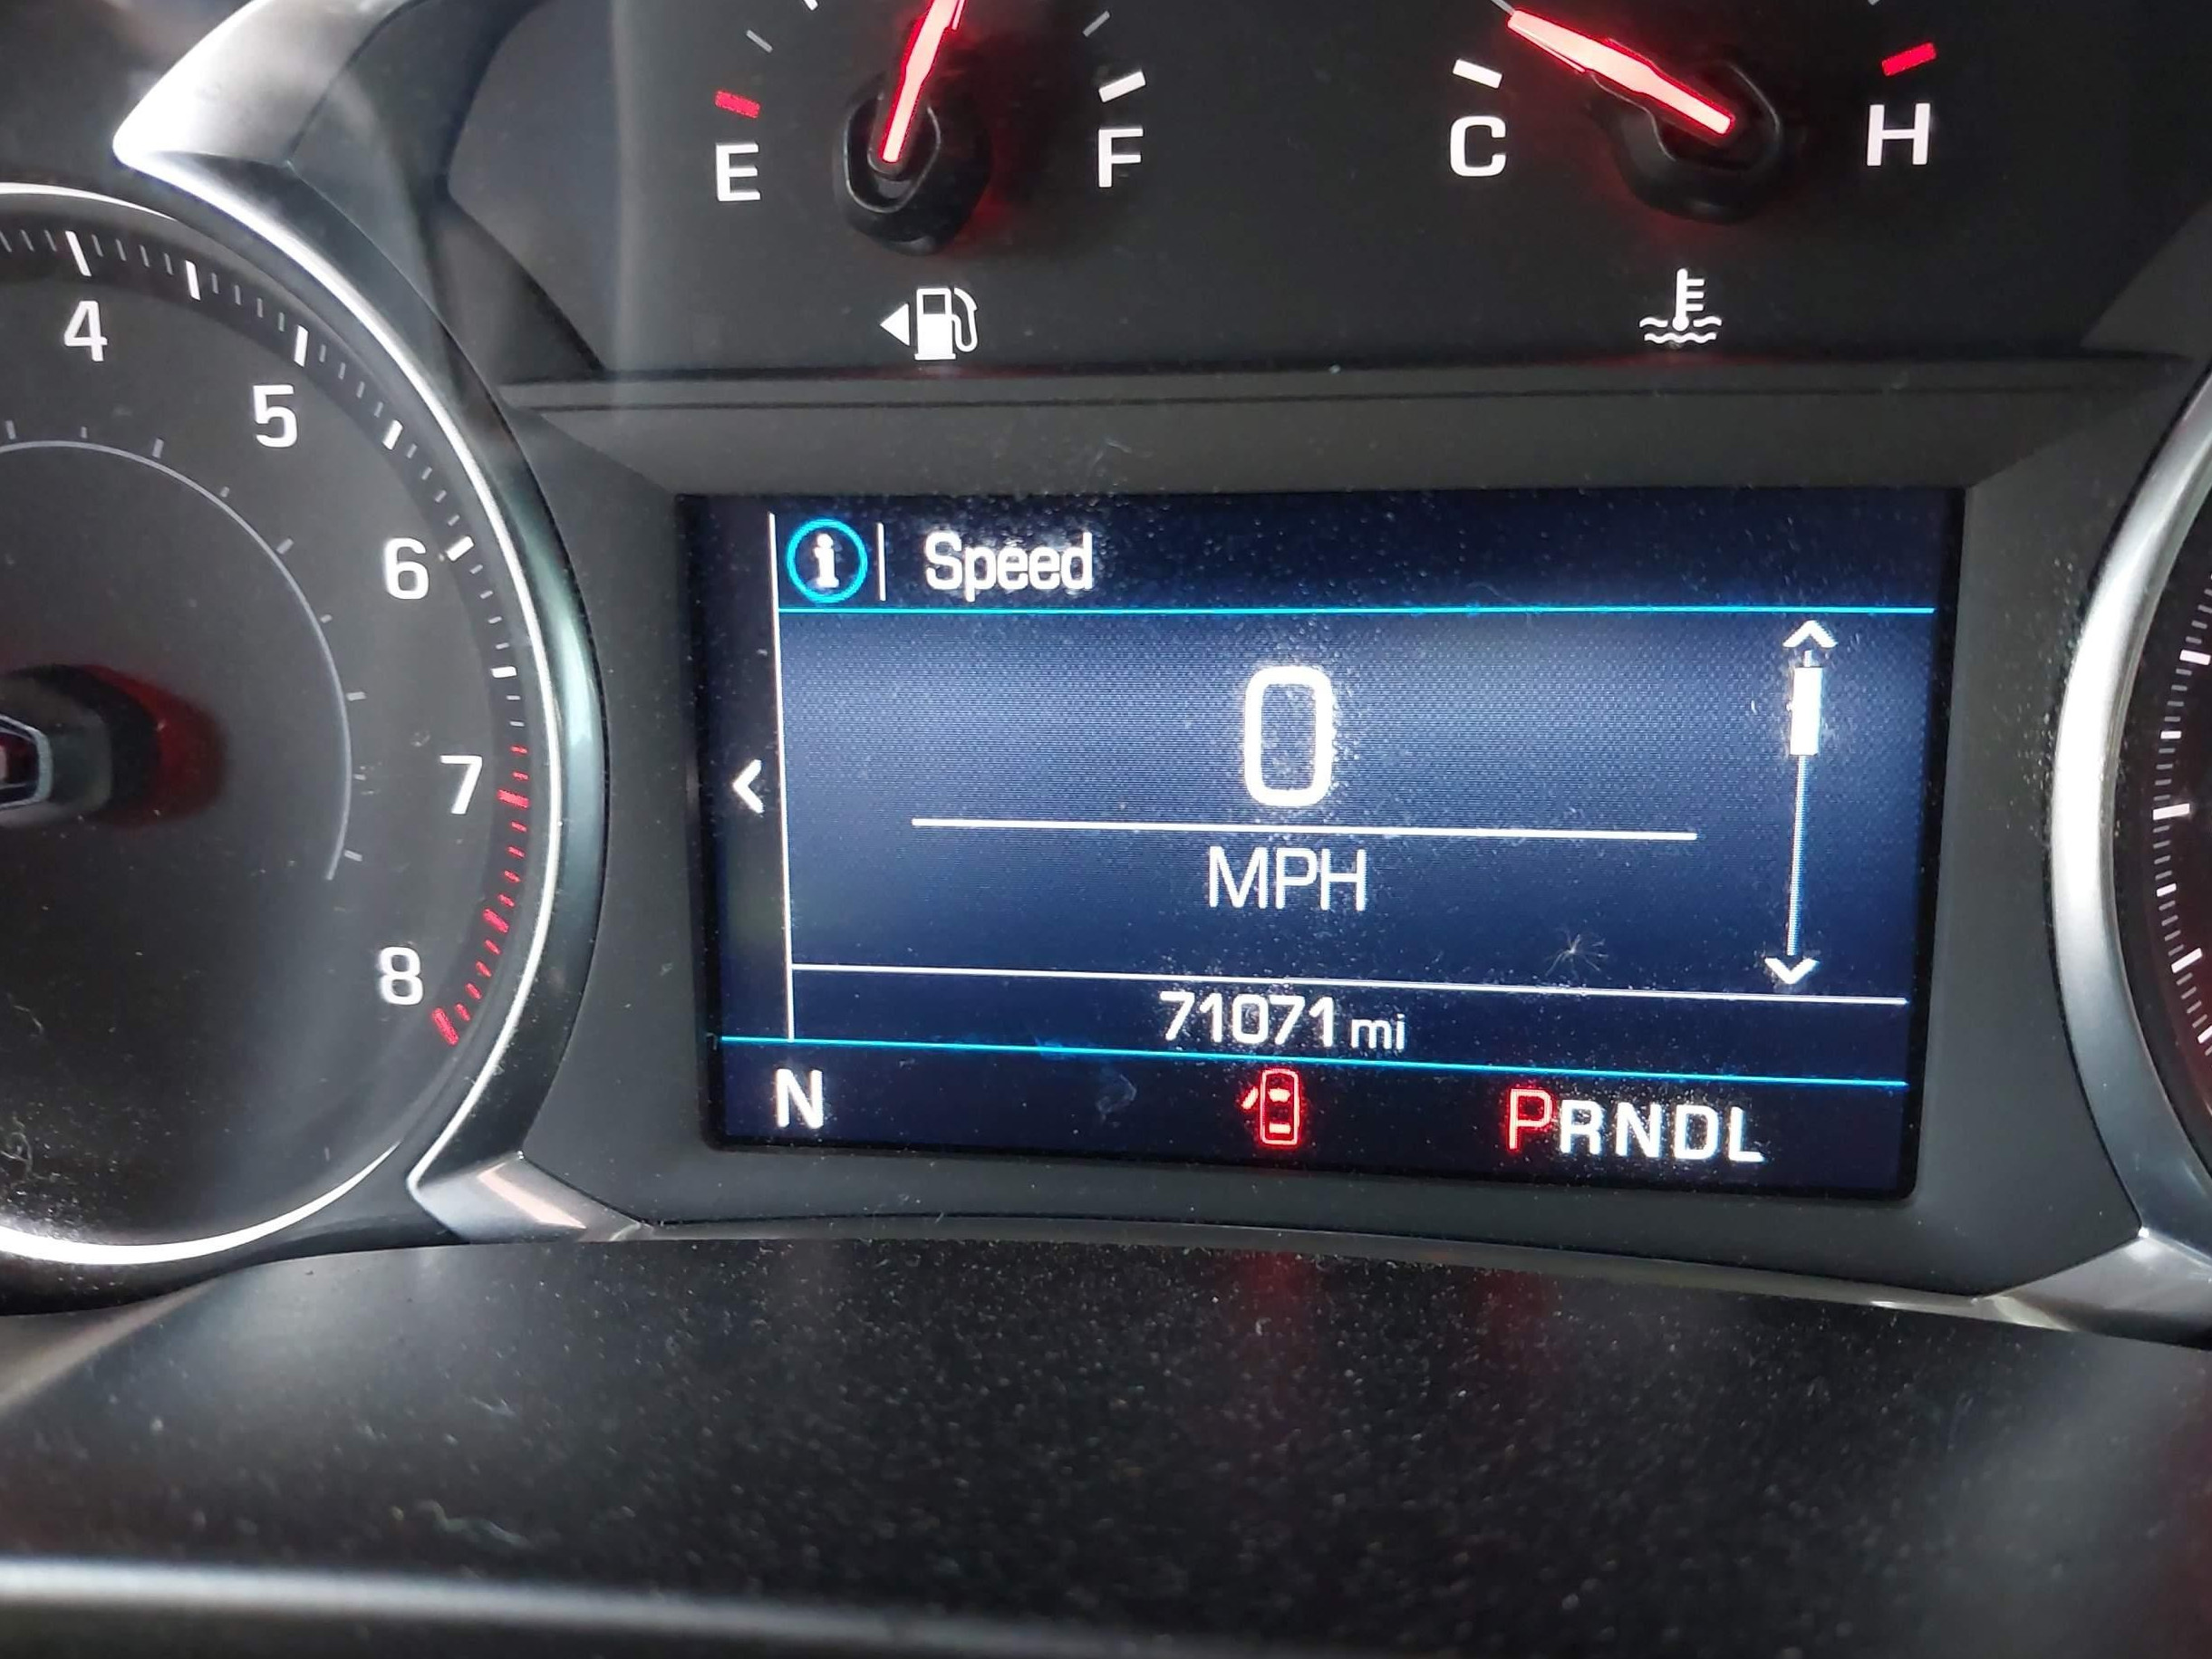 E F
C H
4
5
6
7
8
i Speed
0
MPH
71071 mi
N PRNDL